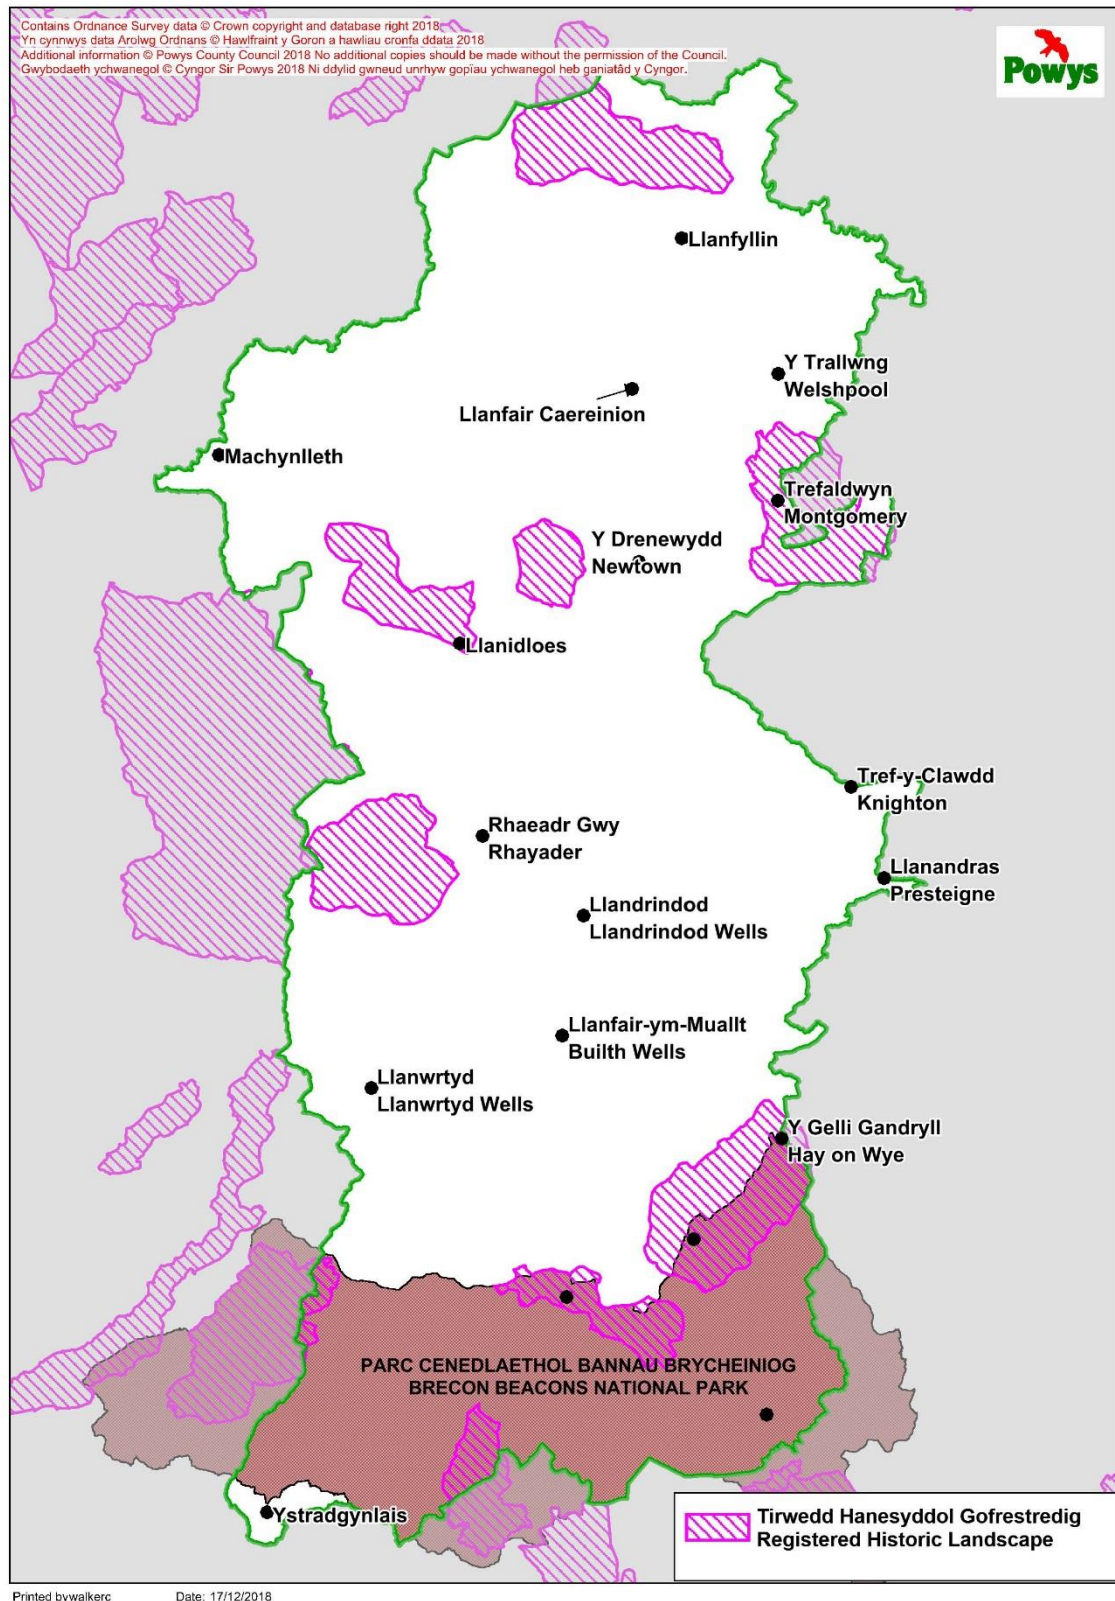 Contains Ordnance Survey data © Crown copyright and database right 2018
Yn cynnwys data Arolwg Ordnans © Hawlfraint y Goron a hawliau cronfa ddata 2018
Additional information © Powys County Council 2018 No additional copies should be made without the permission of the Council.
Gwybodaeth ychwanegol © Cyngor Sir Powys 2018 Ni ddylid gwneud unrhyw gopïau ychwanegol heb ganiatâd y Cyngor.
Powys
Llanfyllin
Y Trallwng
Welshpool
Llanfair Caereinion
Machynlleth
Trefaldwyn
Montgomery
Y Drenewydd
Newtown
Llanidloes
Tref-y-Clawdd
Knighton
Rhaeadr Gwy
Rhayader
Llanandras
Presteigne
Llandrindod
Llandrindod Wells
Llanfair-ym-Muallt
Builth Wells
Llanwrtyd
Llanwrtyd Wells
Y Gelli Gandryll
Hay on Wye
PARC CENEDLAETHOL BANNAU BRYCHEINIOG
BRECON BEACONS NATIONAL PARK
Ystradgynlais
Tirwedd Hanesyddol Gofrestredig
Registered Historic Landscape
Printed bywalkerc Date: 17/12/2018